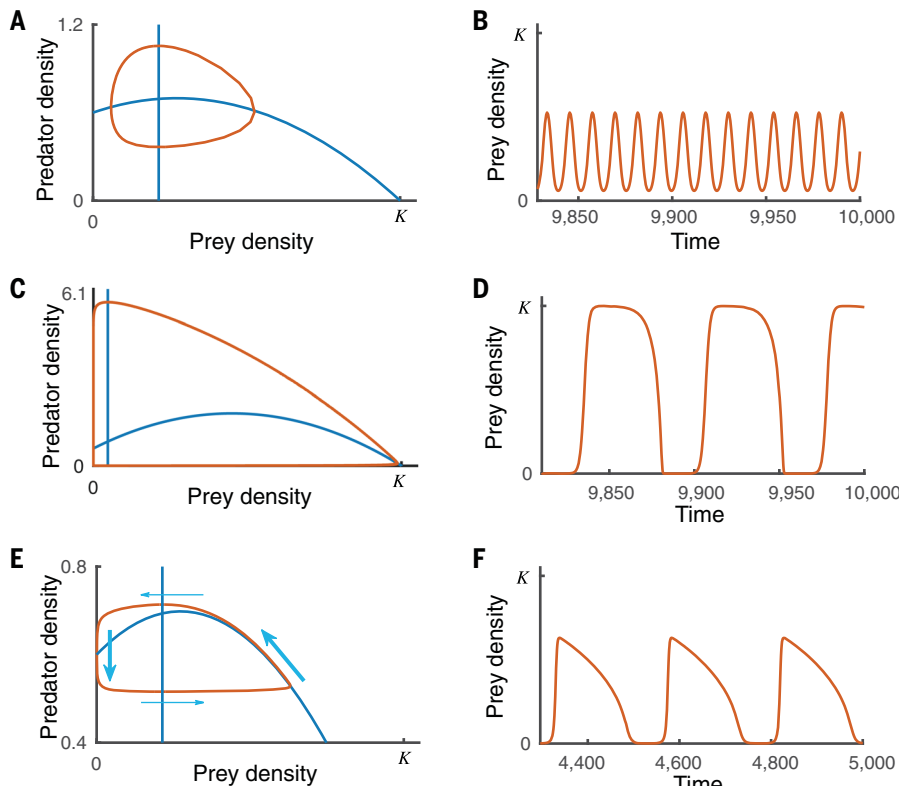 A
1.2
Predator density
0
0
K
Prey density
B
K
Prey density
0
9,850
9,900
9,950
10,000
Time
C
6.1
Predator density
0
0
K
Prey density
D
K
Prey density
0
9,850
9,900
9,950
10,000
Time
E
0.8
Predator density
0.4
0
K
Prey density
F
K
Prey density
0
4,400
4,600
4,800
5,000
Time